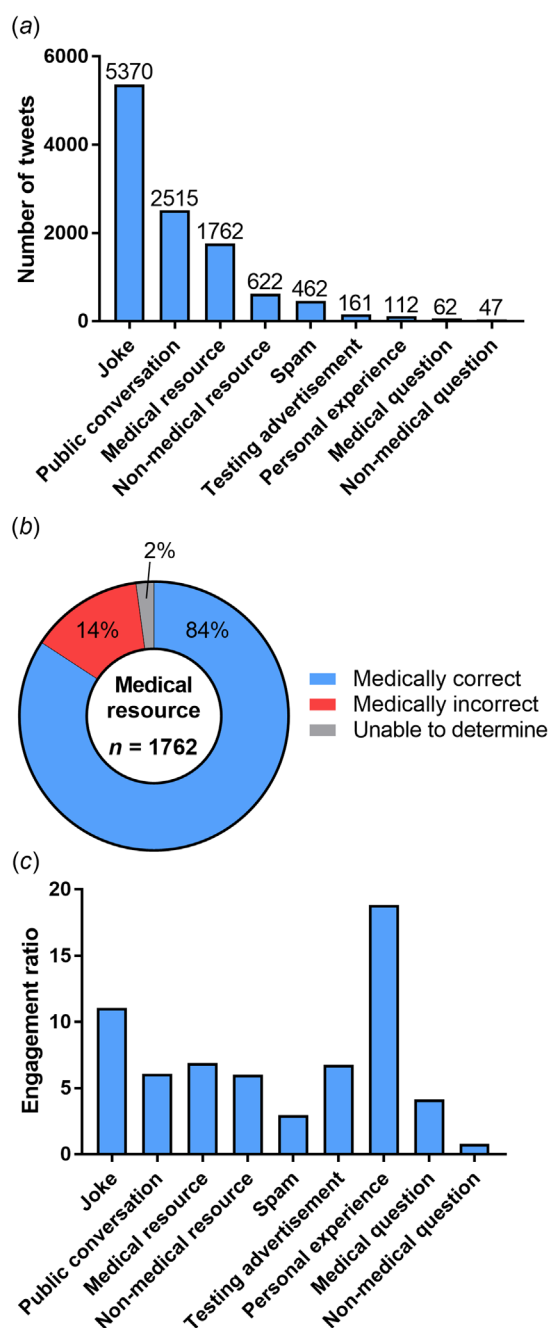 (a)
6000
4000
2000
0
Number of tweets
5370
2515
1762
622
462
161
112
62
47
Joke
Public conversation
Medical resource
Non-medical resource
Spam
Testing advertisement
Personal experience
Medical question
Non-medical question
(b)
2%
14%
84%
Medical
resource
n = 1762
Medically correct
Medically incorrect
Unable to determine
(c)
20
15
10
5
0
Engagement ratio
Joke
Public conversation
Medical resource
Non-medical resource
Spam
Testing advertisement
Personal experience
Medical question
Non-medical question